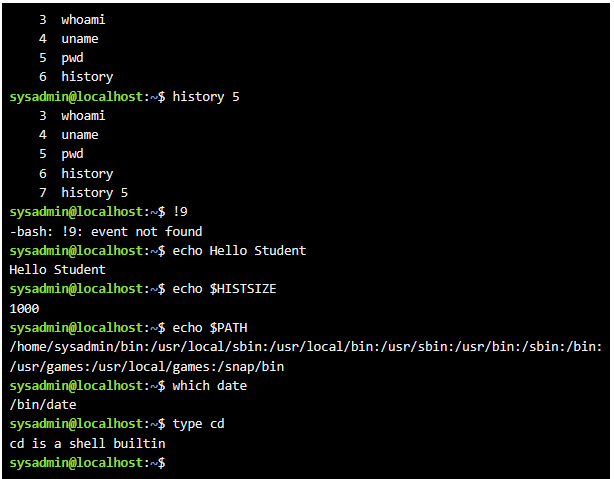 3 whoami
4 uname
5 pwd
6 history
sysadmin@localhost:~$ history 5
3 whoami
4 uname
5 pwd
6 history
7 history 5
sysadmin@localhost:~$ !9
-bash: !9: event not found
sysadmin@localhost:~$ echo Hello Student
Hello Student
sysadmin@localhost:~$ echo $HISTSIZE
1000
sysadmin@localhost:~$ echo $PATH
/home/sysadmin/bin:/usr/local/sbin:/usr/local/bin:/usr/sbin:/usr/bin:/sbin:/bin:
/usr/games:/usr/local/games:/snap/bin
sysadmin@localhost:~$ which date
/bin/date
sysadmin@localhost:~$ type cd
cd is a shell builtin
sysadmin@localhost:~$